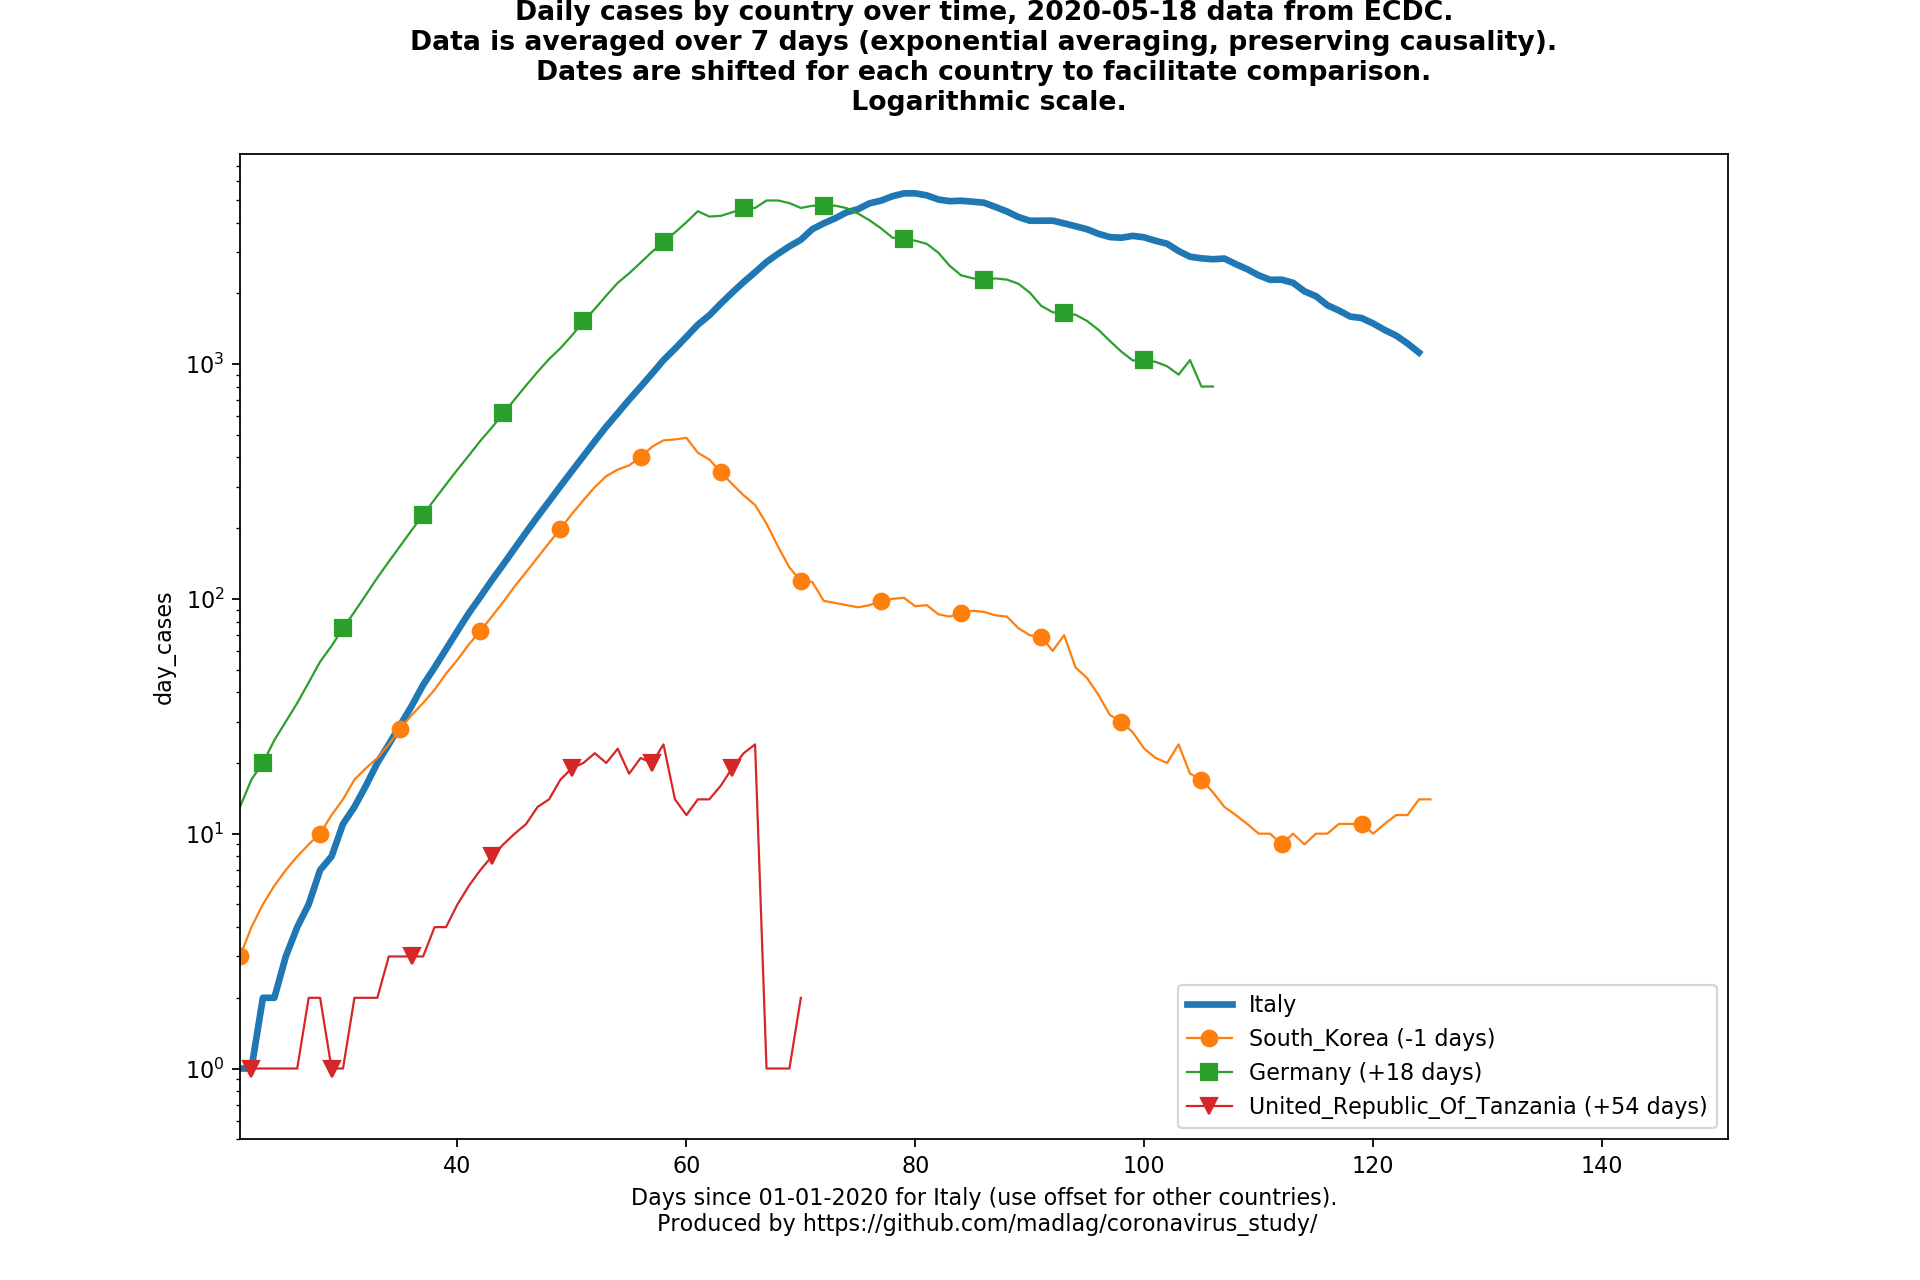 Daily cases by country over time, 2020-05-18 data from ECDC.
Data is averaged over 7 days (exponential averaging, preserving causality).
Dates are shifted for each country to facilitate comparison.
Logarithmic scale.
day_cases
10³
10²
10¹
10⁰
40 60 80 100 120 140
Italy
South_Korea (-1 days)
Germany (+18 days)
United_Republic_Of_Tanzania (+54 days)
Days since 01-01-2020 for Italy (use offset for other countries).
Produced by https://github.com/madlag/coronavirus_study/